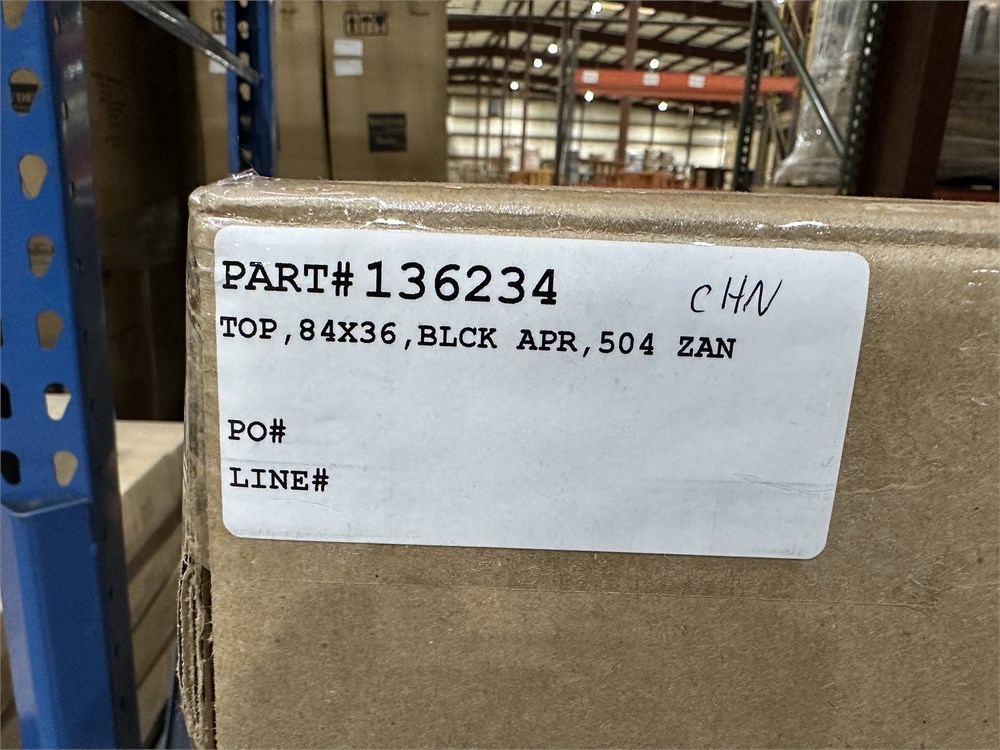 PART#136234
CHN
TOP,84X36,BLCK APR,504 ZAN
PO#
LINE#